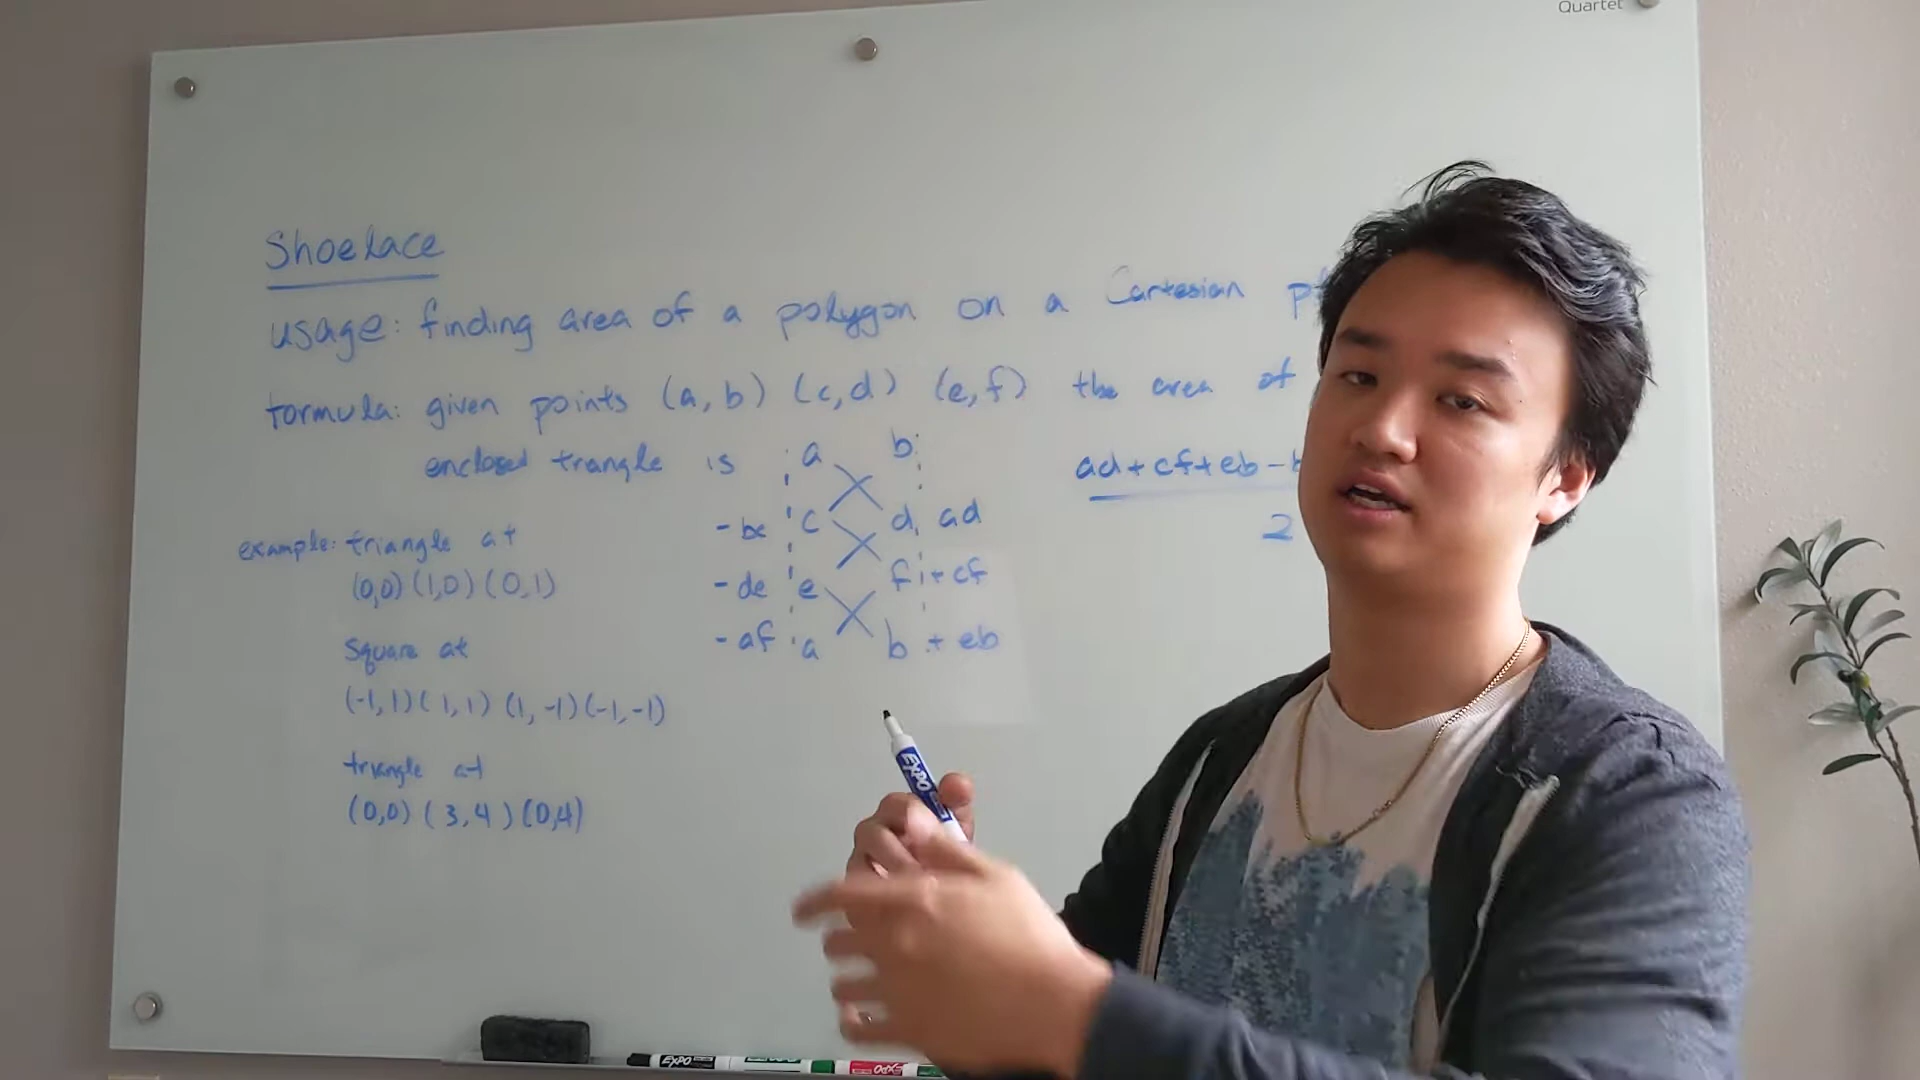 Quartet
Shoelace
usage: finding area of a polygon on a Cartesian
formula: given points (a,b) (c,d) (e,f) the area of
enclosed triangle is a b
ad+cf+eb-b
2
-bc c d, ad
-de e f + cf
-af a b + eb
example: triangle at
(0,0) (1,0) (0,1)
Square at
(-1,1) (1,1) (1,-1) (-1,-1)
triangle at
(0,0) (3,4) (0,4)
EXPO
EXPO
EXPO